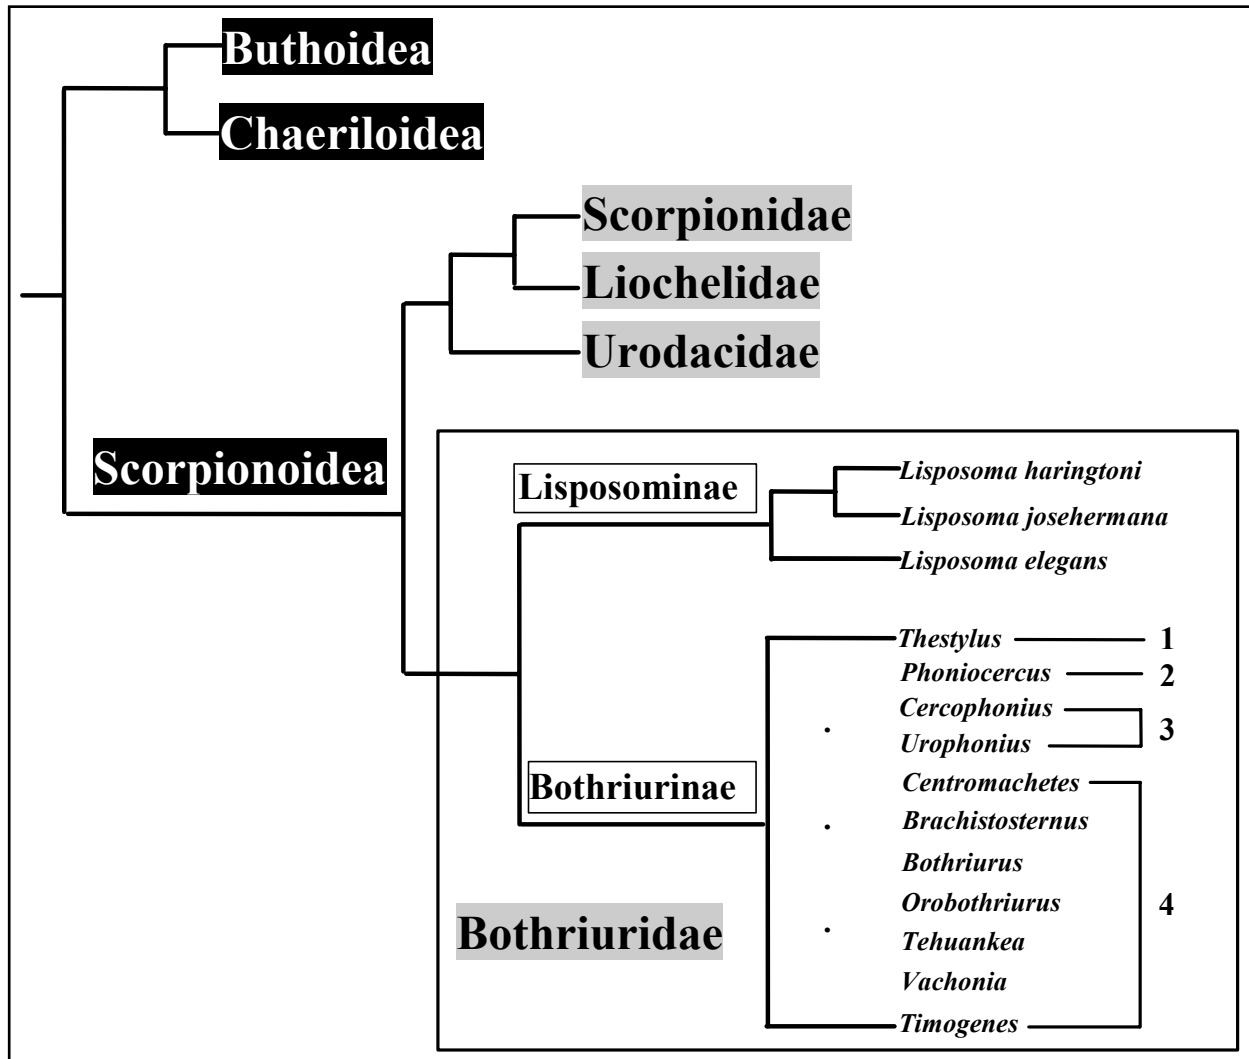 Buthoidea
Chaeriloidea
Scorpionidae
Liochelidae
Urodacidae
Scorpionoidea
Lisposominae
Lisposoma haringtoni
Lisposoma josehermana
Lisposoma elegans
Thestylus 1
Phoniocercus 2
Cercophonius
3
Urophonius
Bothriurinae
Centromachetes
Brachistosternus
Bothriurus
Orobothriurus
4
Bothriuridae
Tehuankea
Vachonia
Timogenes